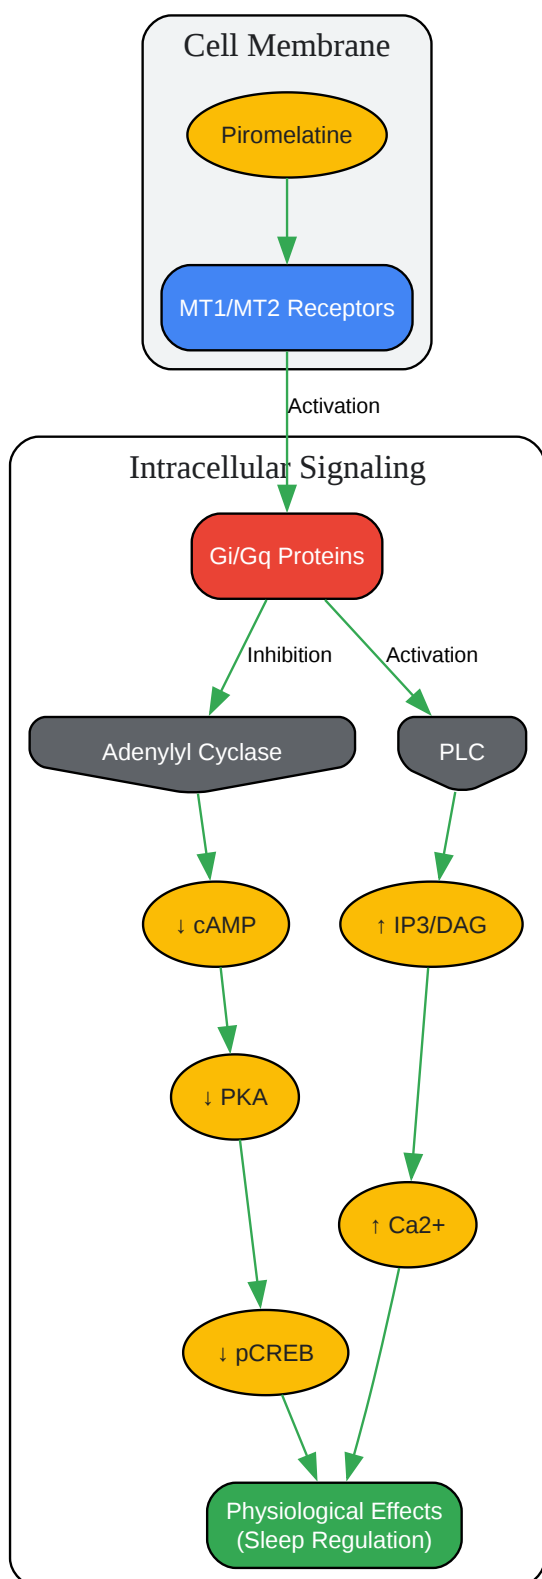 Cell Membrane
Piromelatine
MT1/MT2 Receptors
Activation
Intracellular Signaling
Gi/Gq Proteins
Inhibition
Activation
Adenylyl Cyclase
PLC
↓ cAMP
↑ IP3/DAG
↓ PKA
↑ Ca2+
↓ pCREB
Physiological Effects
(Sleep Regulation)